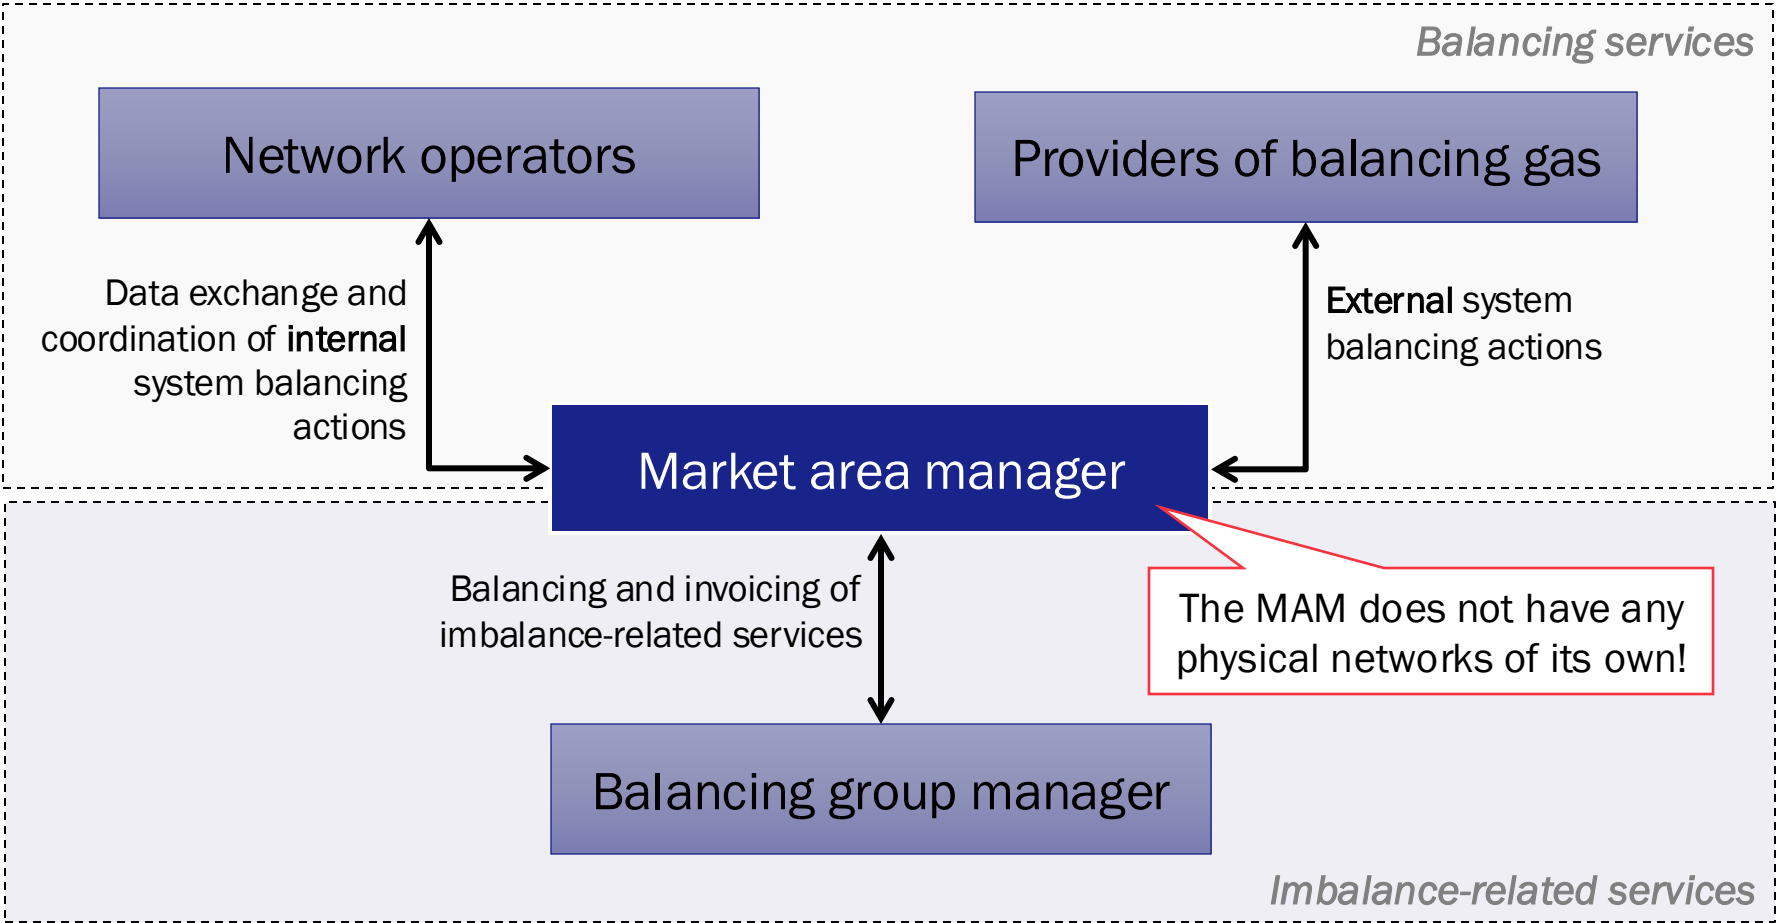 Balancing services
Network operators
Providers of balancing gas
Data exchange and
coordination of internal
system balancing
actions
External system
balancing actions
Market area manager
Balancing and invoicing of
imbalance-related services
The MAM does not have any
physical networks of its own!
Balancing group manager
Imbalance-related services